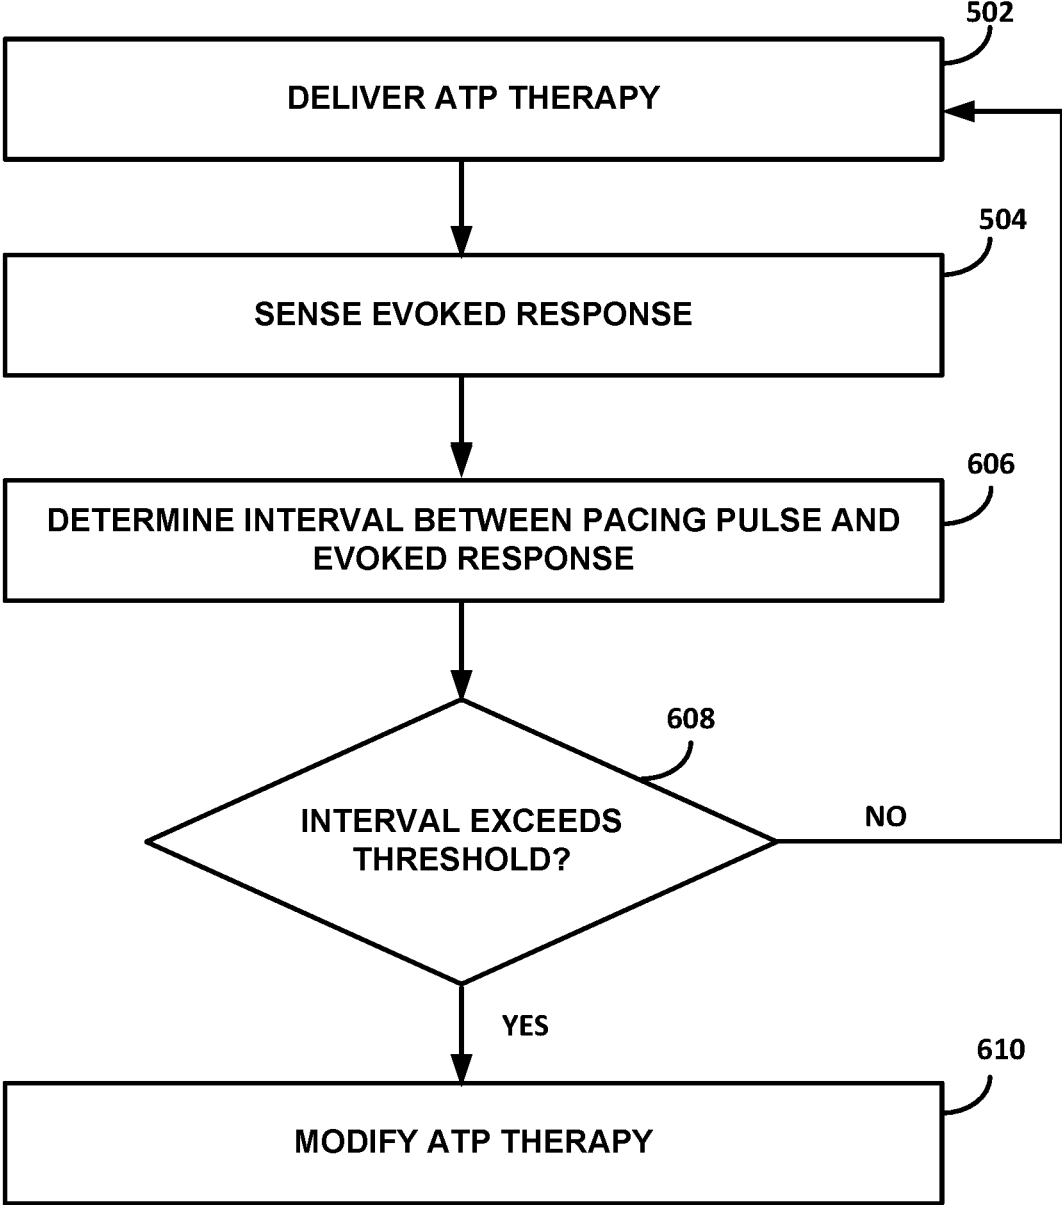 502
DELIVER ATP THERAPY
504
SENSE EVOKED RESPONSE
606
DETERMINE INTERVAL BETWEEN PACING PULSE AND
EVOKED RESPONSE
608
INTERVAL EXCEEDS
THRESHOLD?
NO
YES
610
MODIFY ATP THERAPY